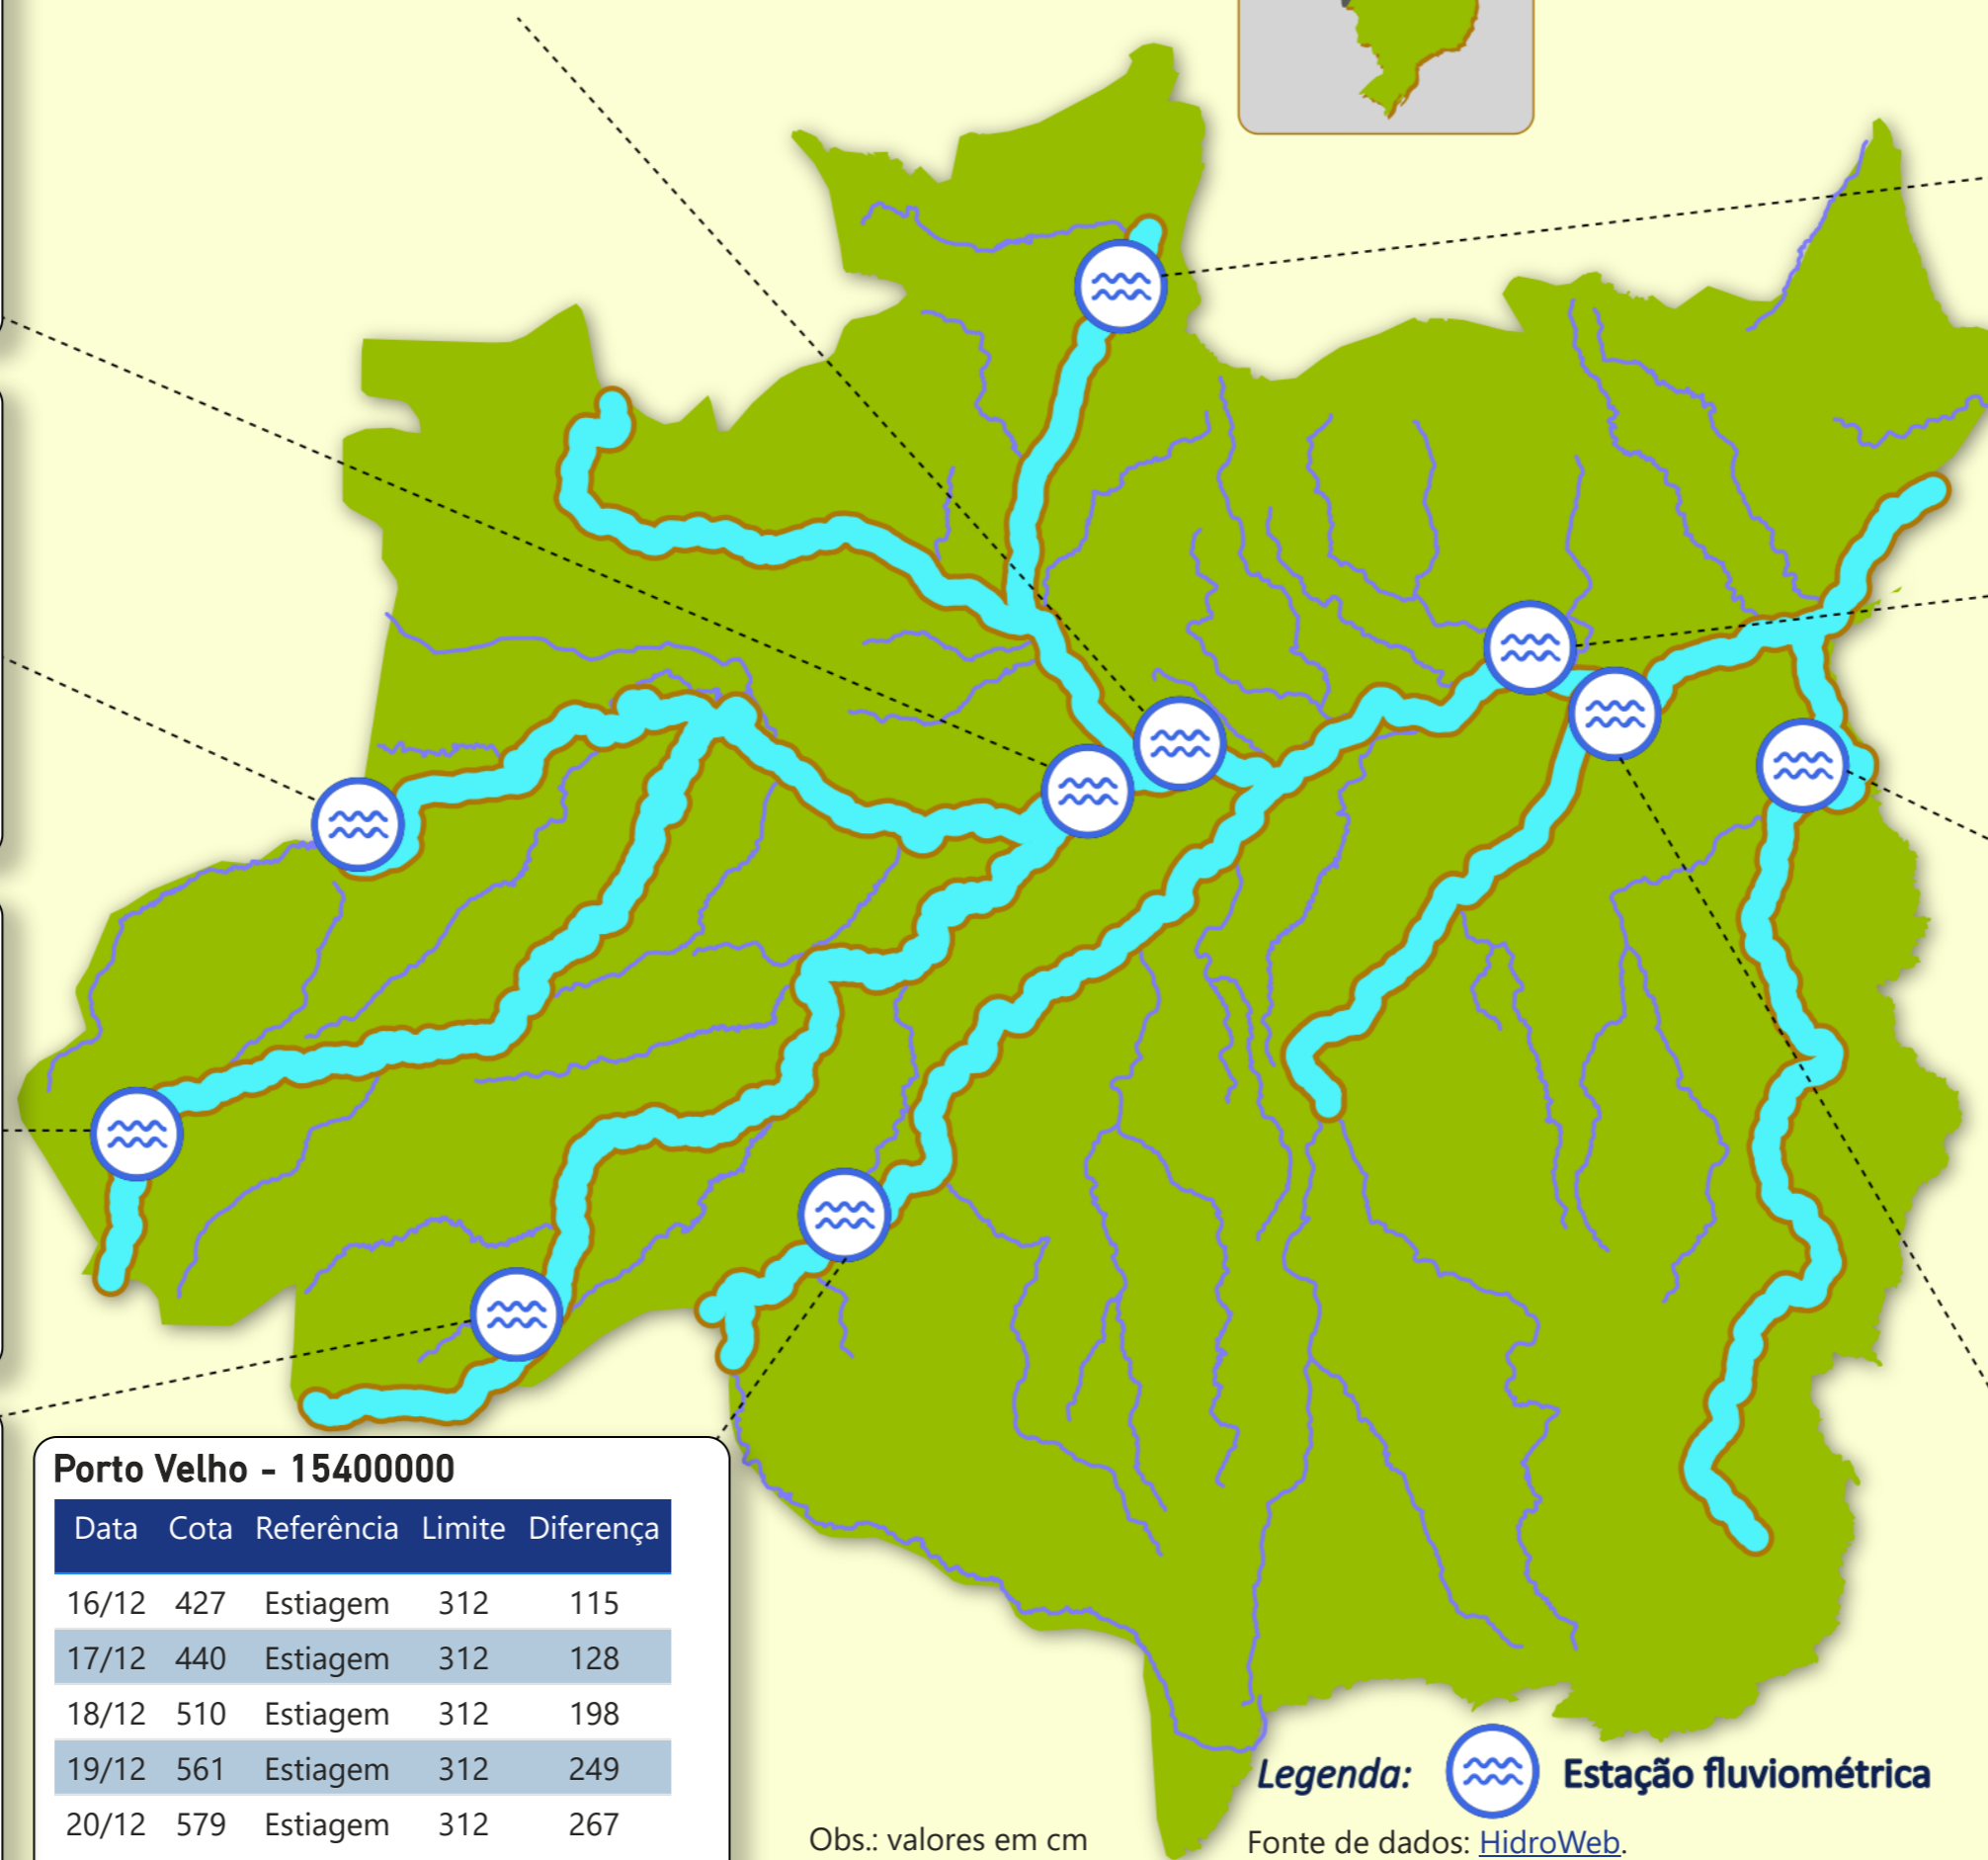 Porto Velho - 15400000
Data Cota Referência Limite Diferença
16/12 427 Estiagem 312 115
17/12 440 Estiagem 312 128
18/12 510 Estiagem 312 198
19/12 561 Estiagem 312 249
20/12 579 Estiagem 312 267
Legenda: Estação fluviométrica
Obs.: valores em cm
Fonte de dados: HidroWeb.